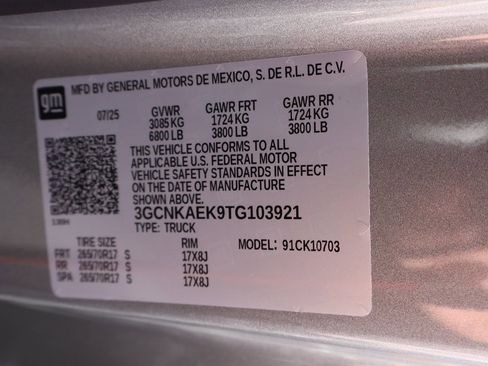 gm
MFD BY GENERAL MOTORS DE MEXICO, S. DE R.L. DE C.V.
07/25 GVWR GAWR FRT GAWR RR
3085 KG 1724 KG 1724 KG
6800 LB 3800 LB 3800 LB
THIS VEHICLE CONFORMS TO ALL
APPLICABLE U.S. FEDERAL MOTOR
VEHICLE SAFETY STANDARDS IN EFFECT
ON THE DATE OF MANUFACTURE
SHOWN ABOVE.
3GCNKAEK9TG103921
TYPE: TRUCK
TIRE SIZE RIM MODEL: 91CK10703
FRT 265/70R17 S 17X8J
RR 265/70R17 S 17X8J
SPA 265/70R17 S 17X8J